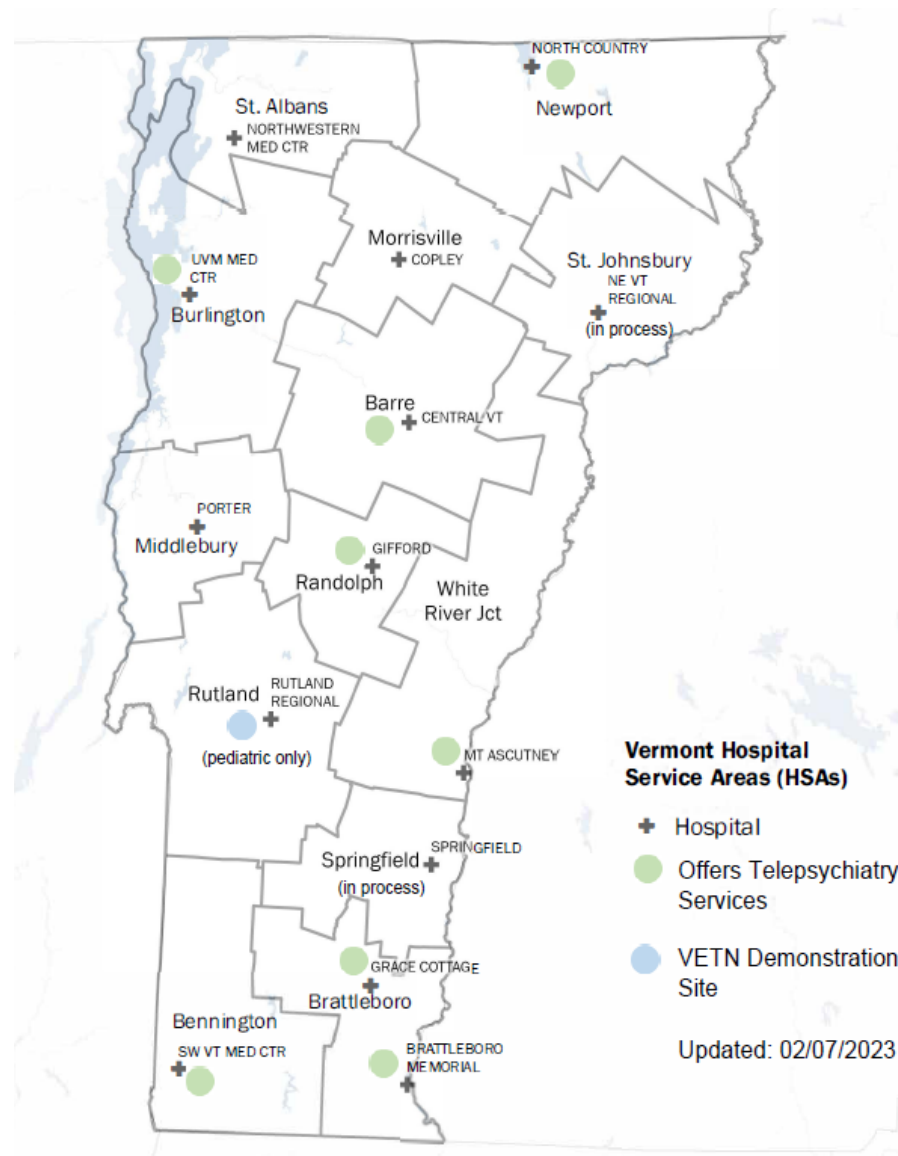 NORTH COUNTRY
Newport
St. Albans
NORTHWESTERN
MED CTR
Morrisville
COPLEY
St. Johnsbury
NE VT
REGIONAL
(in process)
UVM MED
CTR
Burlington
Barre
CENTRAL VT
PORTER
Middlebury
GIFFORD
Randolph
White
River Jct
Rutland
RUTLAND
REGIONAL
(pediatric only)
MT ASCUTNEY
Springfield
SPRINGFIELD
(in process)
GRACE COTTAGE
Brattleboro
Bennington
SW VT MED CTR
BRATTLEBORO
MEMORIAL
Vermont Hospital
Service Areas (HSAs)
Hospital
Offers Telepsychiatry
Services
VETN Demonstration
Site
Updated: 02/07/2023